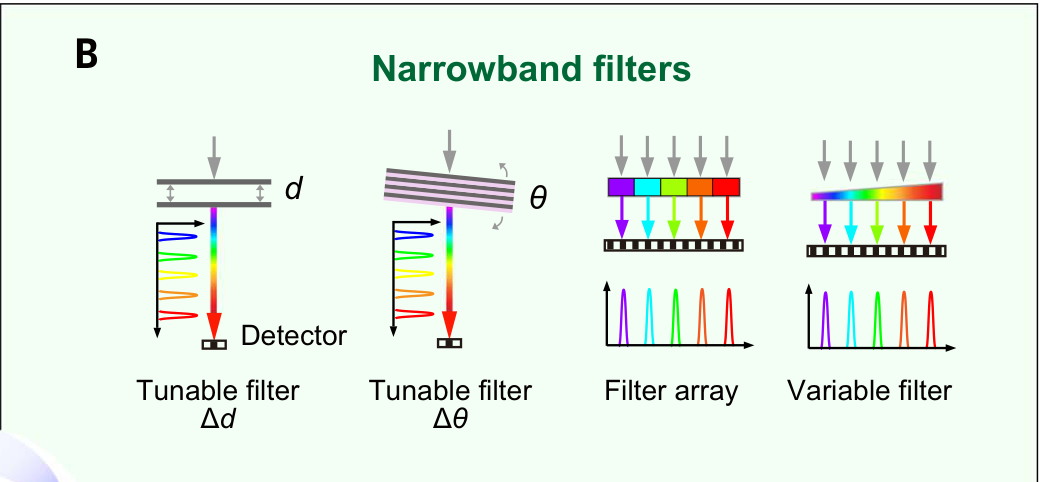 B
Narrowband filters
d
θ
Detector
Tunable filter
Δd
Tunable filter
Δθ
Filter array
Variable filter